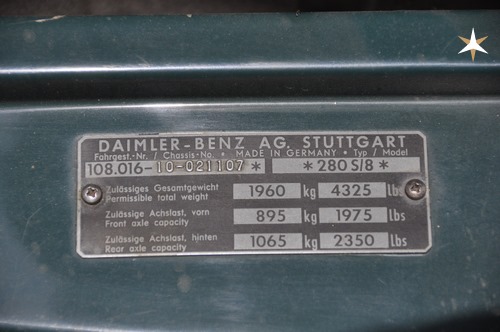 DAIMLER-BENZ AG. STUTTGART
Fahrgest.-Nr. / Chassis-No. • MADE IN GERMANY • Typ / Model
108.016-10-021107 * * 280 S/8 *
Zulässiges Gesamtgewicht
Permissible total weight 1960 kg 4325 lb
Zulässige Achslast, vorn
Front axle capacity 895 kg 1975 lbs
Zulässige Achslast, hinten
Rear axle capacity 1065 kg 2350 lbs